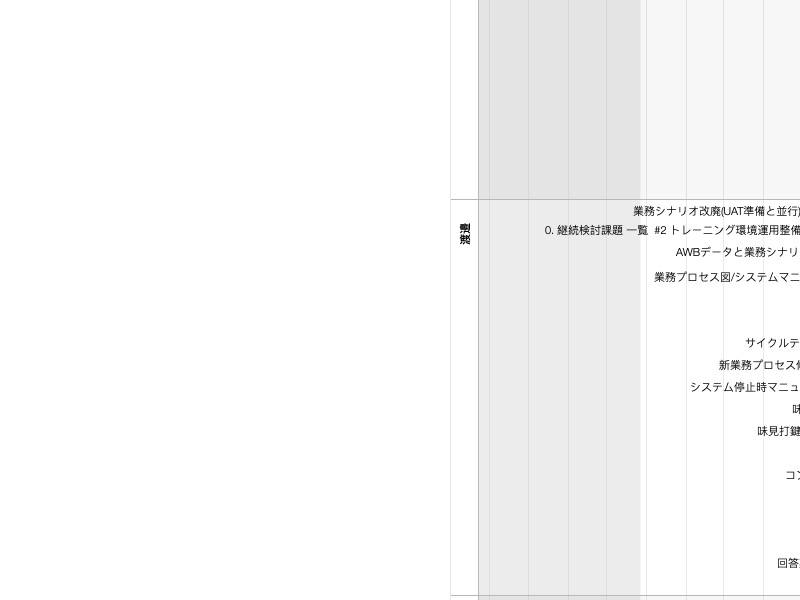 業務シナリオ改廃(UAT準備と並行)
0. 継続検討課題 一覧 #2 トレーニング環境運用整備
AWBデータと業務シナリ
業務プロセス図/システムマニ
サイクルテ
新業務プロセス
システム停止時マニュ
味
味見打鍵
コン
回答